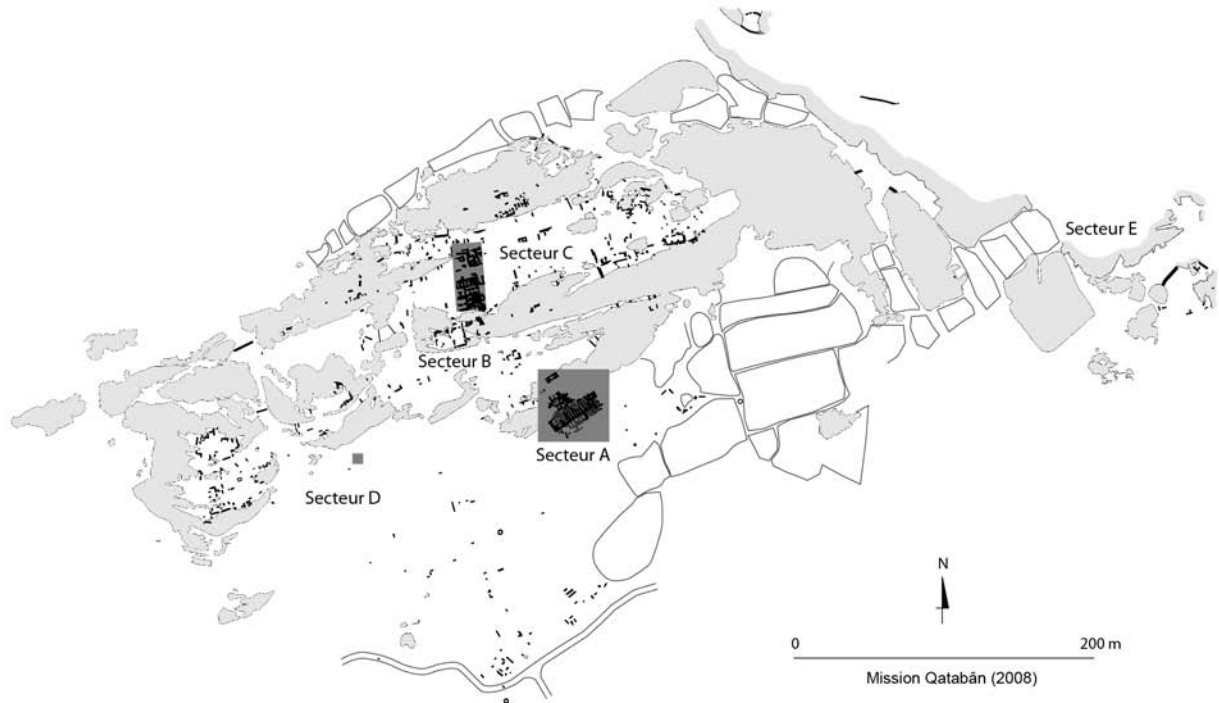 Secteur E
Secteur C
Secteur B
Secteur A
Secteur D
N
0
200 m
Mission Qatabân (2008)